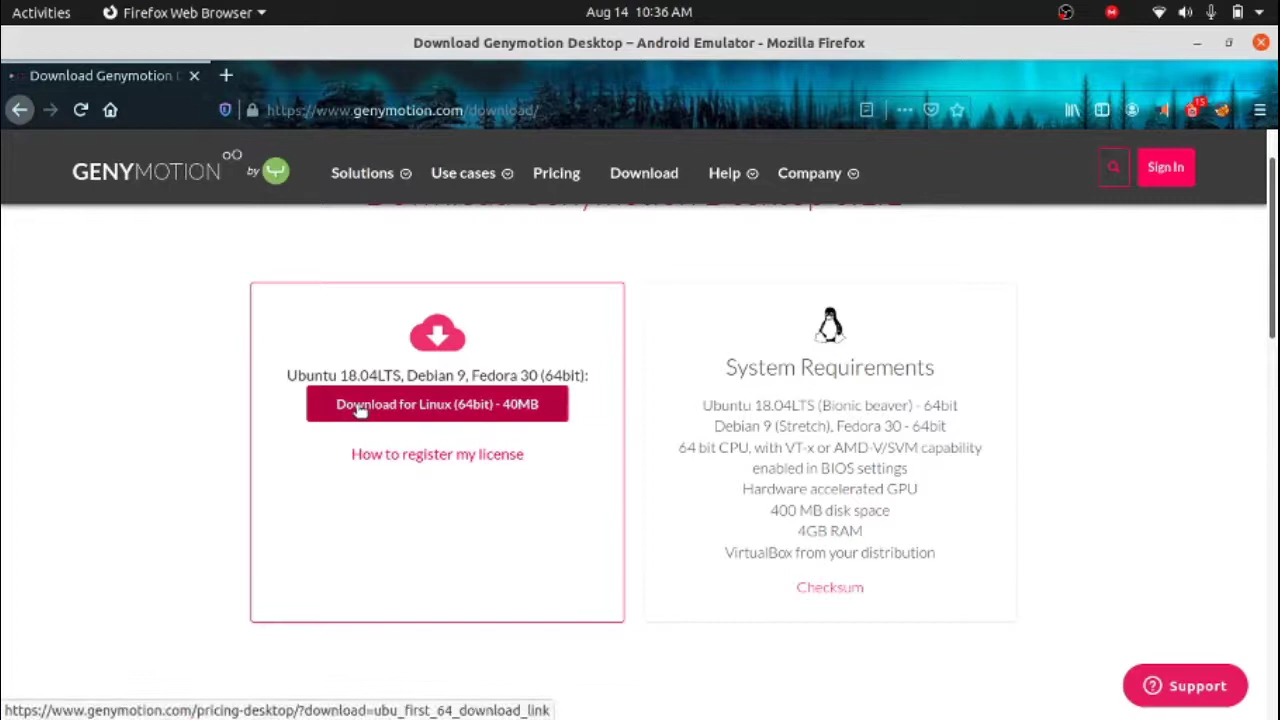 Activities
Firefox Web Browser
Aug 14 10:36 AM
Download Genymotion Desktop – Android Emulator - Mozilla Firefox
Download Genymotion
https://www.genymotion.com/download/
15
GENYMOTION
by
Solutions
Use cases
Pricing
Download
Help
Company
Sign In
Download Genymotion Desktop
Ubuntu 18.04LTS, Debian 9, Fedora 30 (64bit):
Download for Linux (64bit) - 40MB
How to register my license
System Requirements
Ubuntu 18.04LTS (Bionic beaver) - 64bit
Debian 9 (Stretch), Fedora 30 - 64bit
64 bit CPU, with VT-x or AMD-V/SVM capability
enabled in BIOS settings
Hardware accelerated GPU
400 MB disk space
4GB RAM
VirtualBox from your distribution
Checksum
Support
https://www.genymotion.com/pricing-desktop/?download=ubu_first_64_download_link